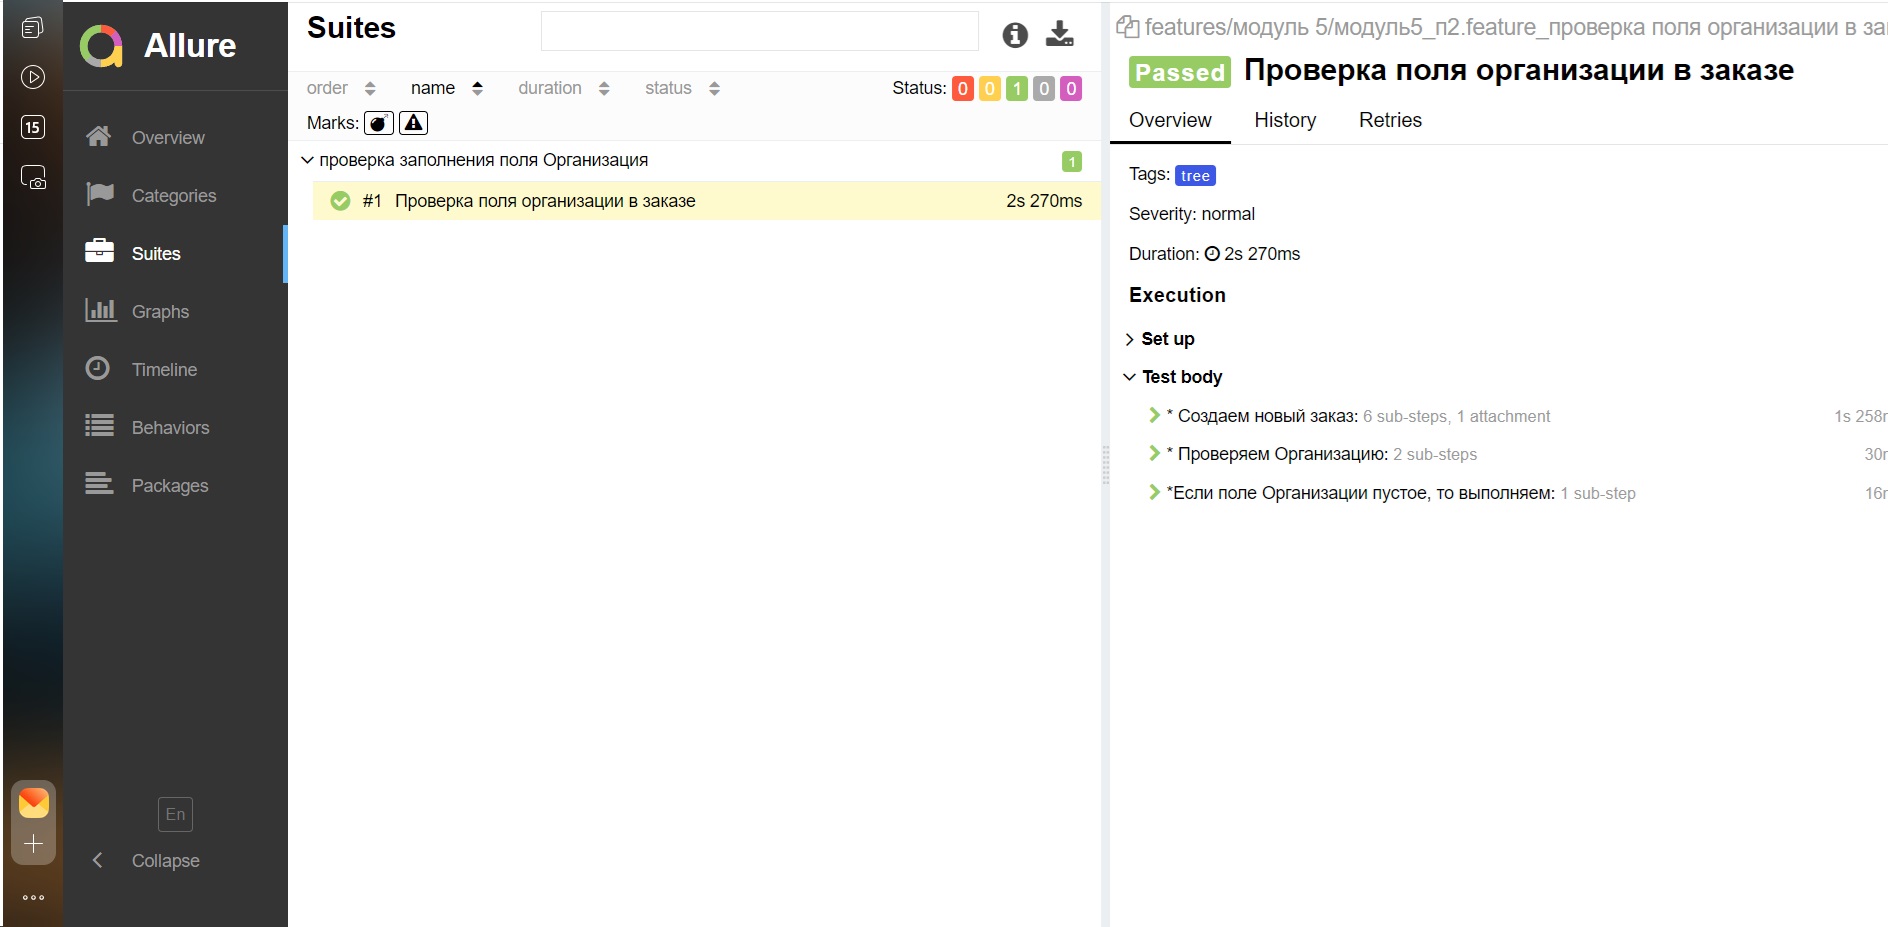 15
Allure
Overview
Categories
Suites
Graphs
Timeline
Behaviors
Packages
En
Collapse
Suites
order name duration status Status: 0 0 1 0 0
Marks:
проверка заполнения поля Организация 1
#1 Проверка поля организации в заказе 2s 270ms
features/модуль 5/модуль5_п2.feature_проверка поля организации в за
Passed Проверка поля организации в заказе
Overview History Retries
Tags: tree
Severity: normal
Duration: 2s 270ms
Execution
Set up
Test body
* Создаем новый заказ: 6 sub-steps, 1 attachment 1s 258m
* Проверяем Организацию: 2 sub-steps 30m
*Если поле Организации пустое, то выполняем: 1 sub-step 16m